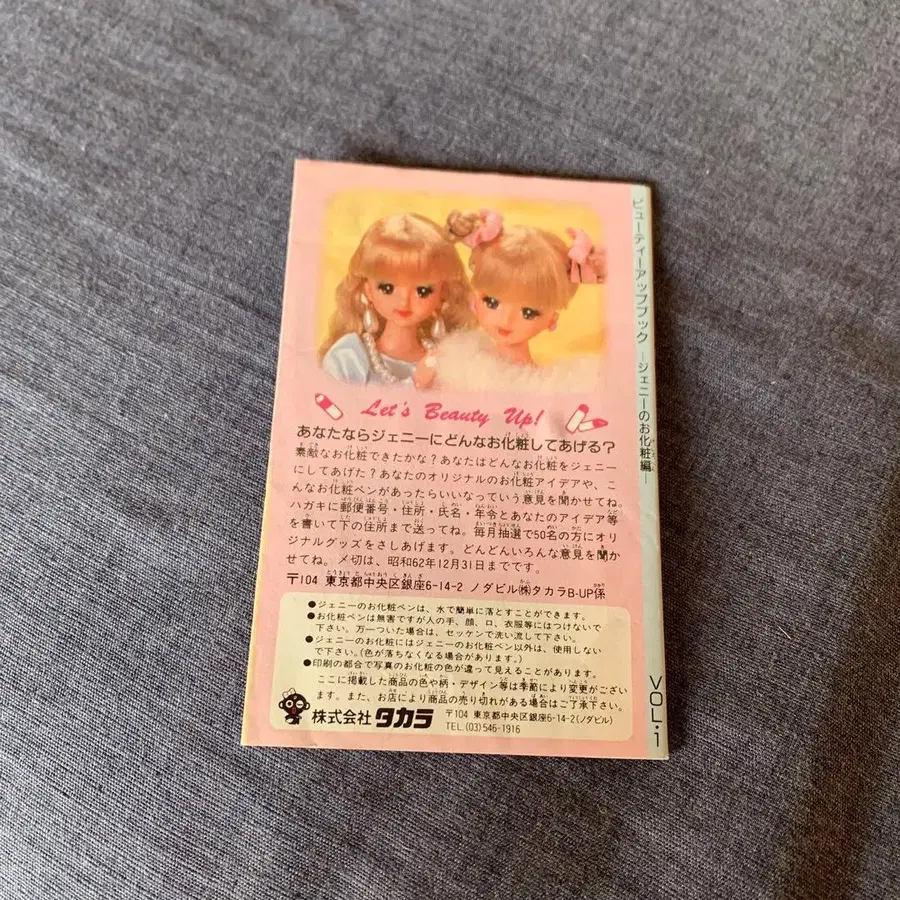 Let's Beauty Up!
あなたならジェニーにどんなお化粧してあげる?
素敵なお化粧できたかな?あなたはどんなお化粧をジェニー
にしてあげた?あなたのオリジナルのお化粧アイデアや、こ
んなお化粧ペンがあったらいいなっていう意見を聞かせてね。
ハガキに郵便番号・住所・氏名・年令とあなたのアイデア等
を書いて下の住所まで送ってね。毎月抽選で50名の方にオリ
ジナルグッズをさしあげます。どんどんいろんな意見を聞か
せてね。〆切は、昭和62年12月31日までです。
〒104 東京都中央区銀座6-14-2 ノダビル㈱タカラB-UP係
●ジェニーのお化粧ペンは、水で簡単に落とすことができます。
●お化粧ペンは無害ですが人の手、顔、口、衣服等にはつけないで
下さい。万一ついた場合は、セッケンで洗い流して下さい。
●ジェニーのお化粧にはジェニーのお化粧ペン以外は、使用しない
で下さい。(色が落ちなくなる場合があります。)
●印刷の都合で写真のお化粧の色が違って見えることがあります。
ここに掲載した商品の色や柄・デザイン等は季節により変更がござい
ます。また、お店により商品の売り切れがある場合はご了承下さい。
株式会社 タカラ
〒104 東京都中央区銀座6-14-2(ノダビル)
TEL.(03)546-1916
ビューティーアップブック ―ジェニーのお化粧編―
VOL.1